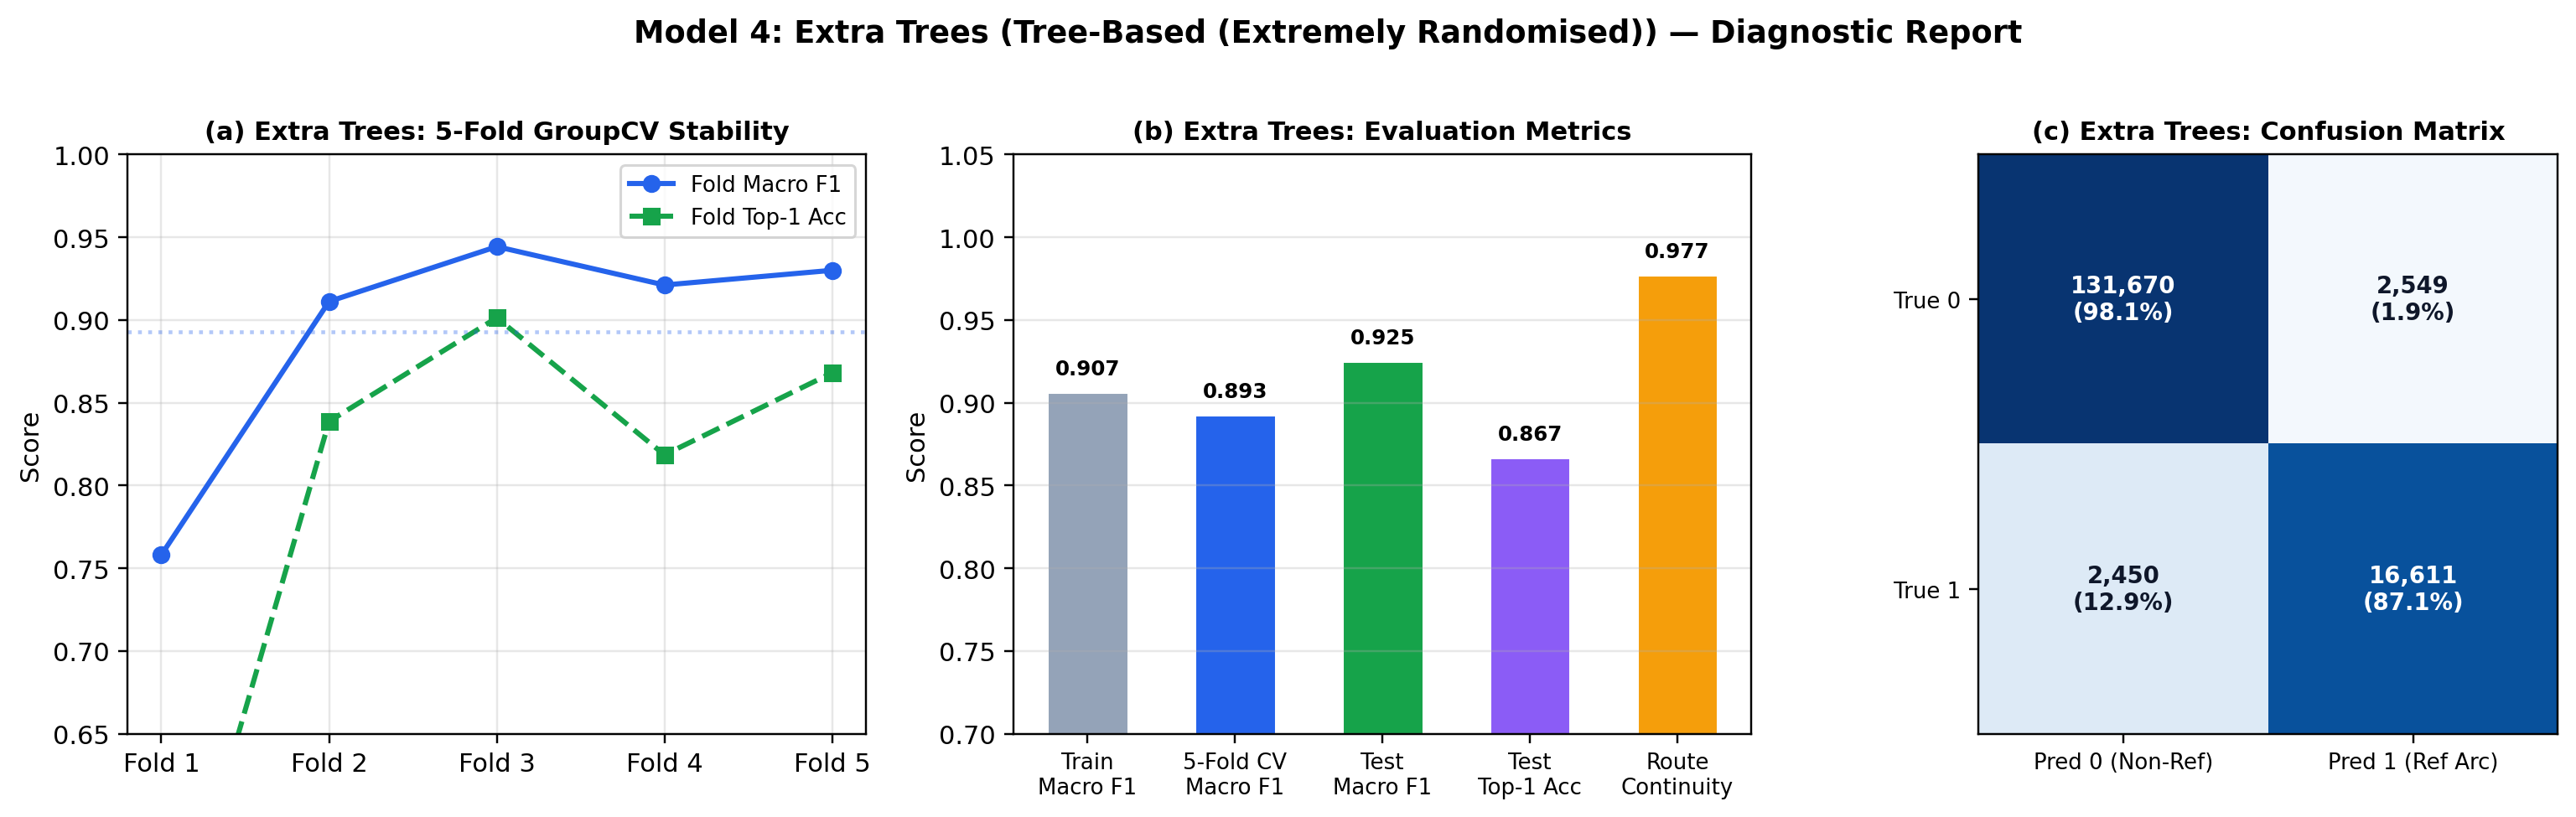 Model 4: Extra Trees (Tree-Based (Extremely Randomised)) — Diagnostic Report
(a) Extra Trees: 5-Fold GroupCV Stability
Score
1.00
0.95
0.90
0.85
0.80
0.75
0.70
0.65
Fold Macro F1
Fold Top-1 Acc
Fold 1
Fold 2
Fold 3
Fold 4
Fold 5
(b) Extra Trees: Evaluation Metrics
Score
1.05
1.00
0.95
0.90
0.85
0.80
0.75
0.70
0.907
0.893
0.925
0.867
0.977
Train
Macro F1
5-Fold CV
Macro F1
Test
Macro F1
Test
Top-1 Acc
Route
Continuity
(c) Extra Trees: Confusion Matrix
True 0
131,670
(98.1%)
2,549
(1.9%)
True 1
2,450
(12.9%)
16,611
(87.1%)
Pred 0 (Non-Ref)
Pred 1 (Ref Arc)